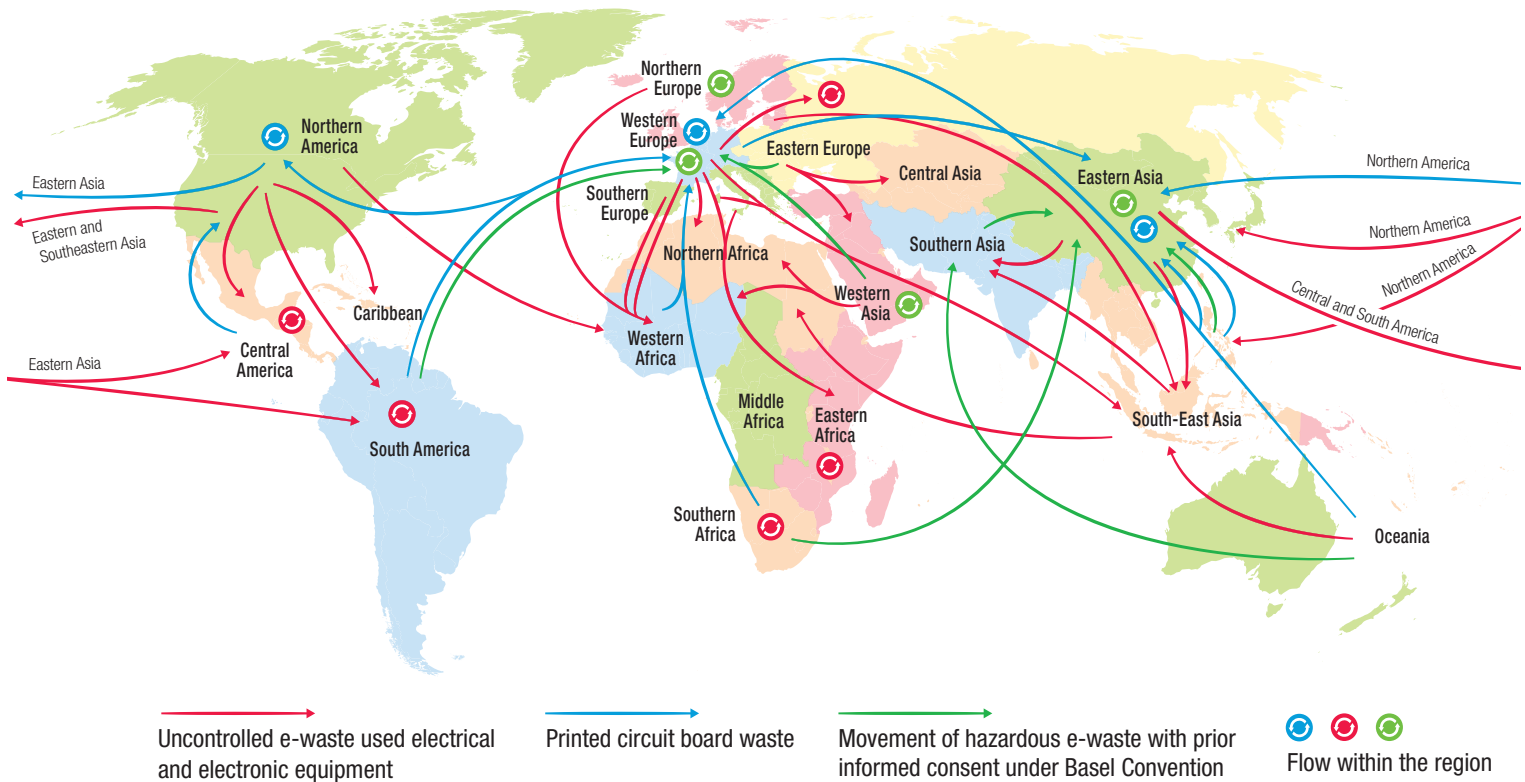 Northern
Europe
Northern
America
Western
Europe
Eastern Europe
Central Asia
Eastern Asia
Northern America
Eastern Asia
Southern
Europe
Eastern and
Southeastern Asia
Northern Africa
Southern Asia
Northern America
Northern America
Western
Asia
Central and South America
Caribbean
Western
Africa
Central
America
Eastern Asia
Middle
Africa
Eastern
Africa
South-East Asia
South America
Southern
Africa
Oceania
Uncontrolled e-waste used electrical
and electronic equipment
Printed circuit board waste
Movement of hazardous e-waste with prior
informed consent under Basel Convention
Flow within the region